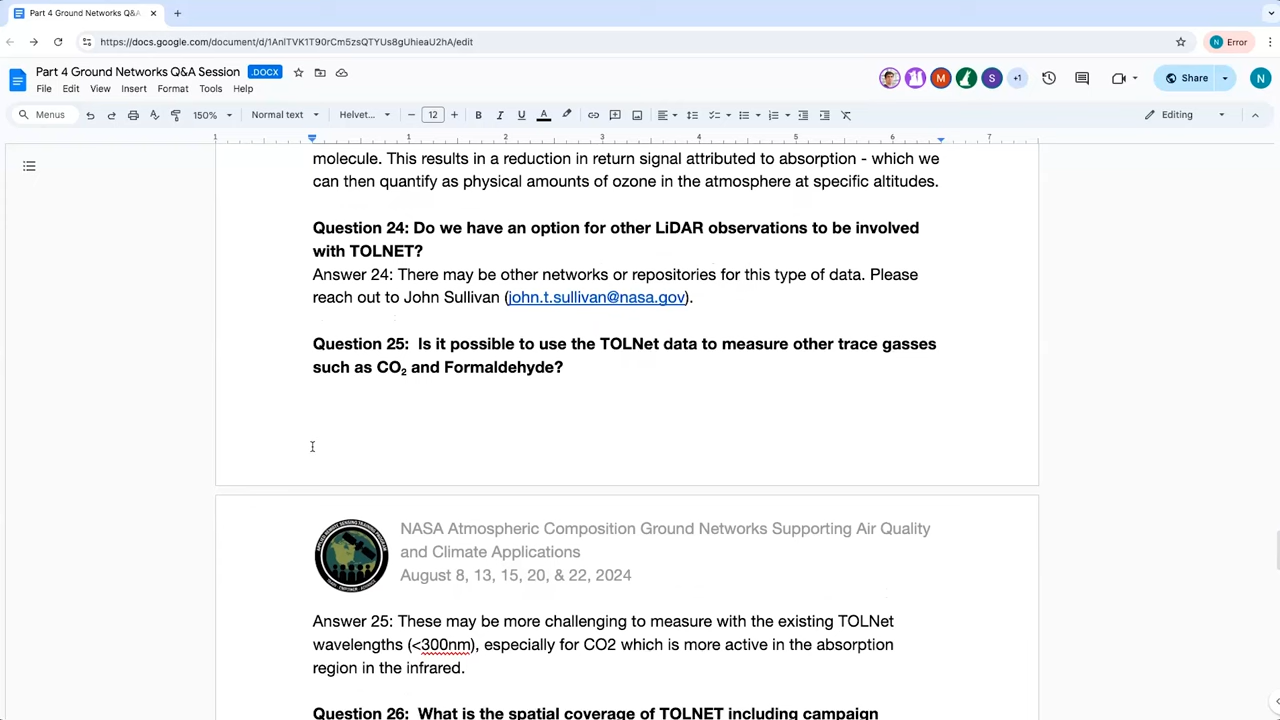 Part 4 Ground Networks Q&A
https://docs.google.com/document/d/1AnlTVK1T90rCm5zsQTYUs8gUhieaU2hA/edit
N Error
Part 4 Ground Networks Q&A Session .DOCX
M S +1 Share N
File Edit View Insert Format Tools Help
Menus 150% Normal text Helvet... 12 B I U A Editing
1 1 2 3 4 5 6 7
molecule. This results in a reduction in return signal attributed to absorption - which we
can then quantify as physical amounts of ozone in the atmosphere at specific altitudes.
Question 24: Do we have an option for other LiDAR observations to be involved
with TOLNET?
Answer 24: There may be other networks or repositories for this type of data. Please
reach out to John Sullivan (john.t.sullivan@nasa.gov).
Question 25: Is it possible to use the TOLNet data to measure other trace gasses
such as CO₂ and Formaldehyde?
NASA Atmospheric Composition Ground Networks Supporting Air Quality
and Climate Applications
August 8, 13, 15, 20, & 22, 2024
Answer 25: These may be more challenging to measure with the existing TOLNet
wavelengths (<300nm), especially for CO2 which is more active in the absorption
region in the infrared.
Question 26: What is the spatial coverage of TOLNET including campaign